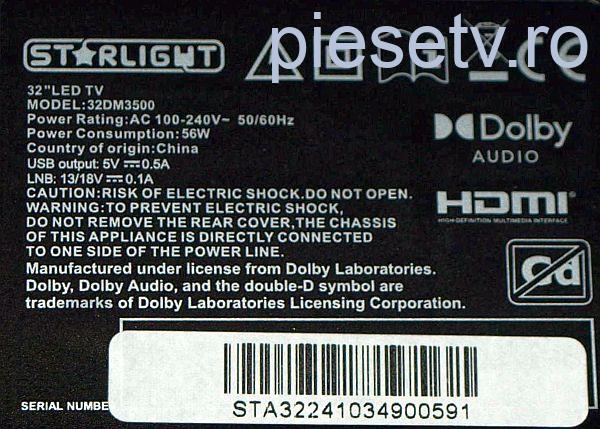 piesetv.ro
STARLIGHT
32"LED TV
MODEL:32DM3500
Power Rating:AC 100-240V~ 50/60Hz
Power Consumption:56W
Country of origin:China
USB output: 5V⎓0.5A
LNB: 13/18V⎓0.1A
CAUTION:RISK OF ELECTRIC SHOCK.DO NOT OPEN.
WARNING:TO PREVENT ELECTRIC SHOCK,
DO NOT REMOVE THE REAR COVER,THE CHASSIS
OF THIS APPLIANCE IS DIRECTLY CONNECTED
TO ONE SIDE OF THE POWER LINE.
Manufactured under license from Dolby Laboratories.
Dolby, Dolby Audio, and the double-D symbol are
trademarks of Dolby Laboratories Licensing Corporation.
CE
Dolby
AUDIO
HDMI
HIGH-DEFINITION MULTIMEDIA INTERFACE
Cd
SERIAL NUMBE
STA32241034900591